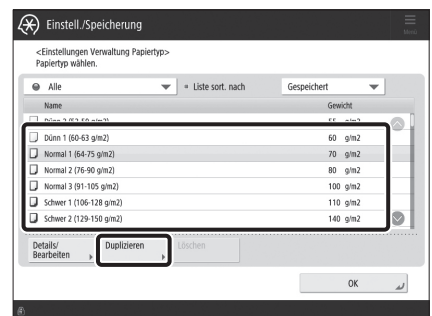 Einstell./Speicherung
Menü
<Einstellungen Verwaltung Papiertyp>
Papiertyp wählen.
Alle
Liste sort. nach
Gespeichert
Name Gewicht
Dünn 1 (60-63 g/m2) 60 g/m2
Normal 1 (64-75 g/m2) 70 g/m2
Normal 2 (76-90 g/m2) 80 g/m2
Normal 3 (91-105 g/m2) 100 g/m2
Schwer 1 (106-128 g/m2) 110 g/m2
Schwer 2 (129-150 g/m2) 140 g/m2
Details/
Bearbeiten
Duplizieren
Löschen
OK